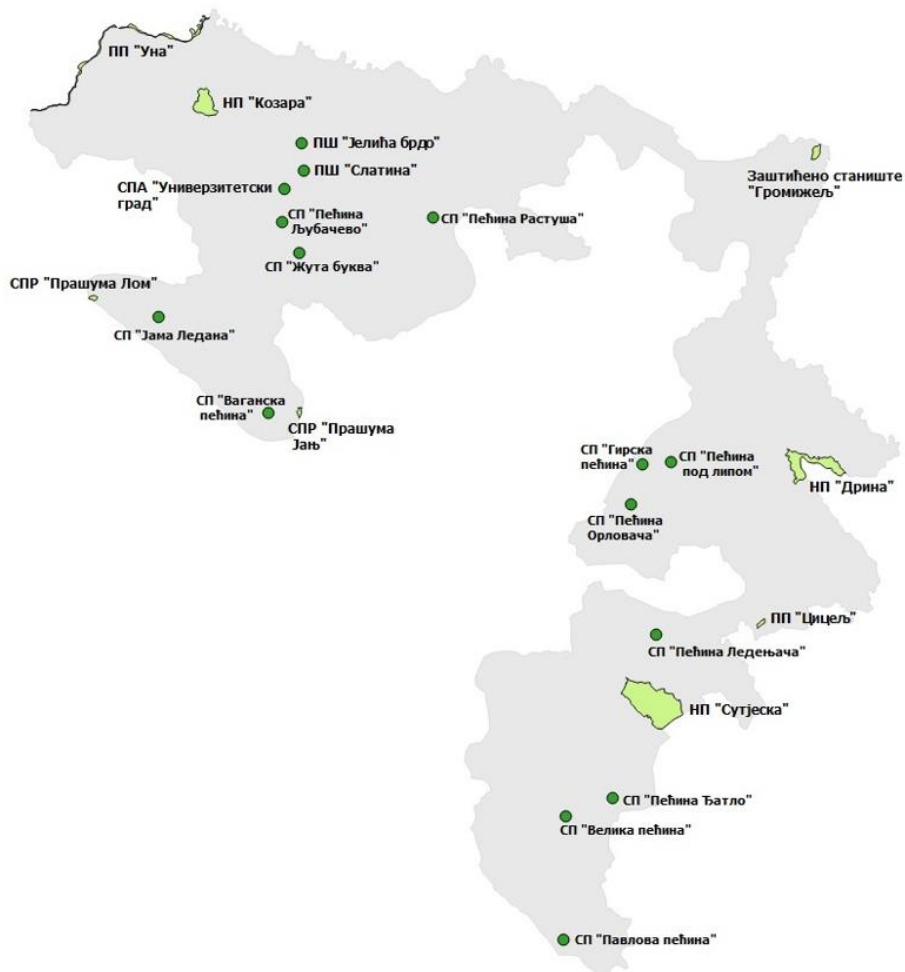 ПП "Уна"
НП "Козара"
ПШ "Јелића брдо"
ПШ "Слатина"
СПА "Универзитетски
град"
СП "Пећина
Љубачево"
СП "Пећина Растуша"
СП "Жута буква"
Заштићено станиште
"Громижељ"
СПР "Прашума Лом"
СП "Јама Ледана"
СП "Ваганска
пећина"
СПР "Прашума
Јањ"
СП "Гирска
пећина"
СП "Пећина
под липом"
НП "Дрина"
СП "Пећина
Орловача"
ПП "Цицељ"
СП "Пећина Ледењача"
НП "Сутјеска"
СП "Пећина Ђатло"
СП "Велика пећина"
СП "Павлова пећина"